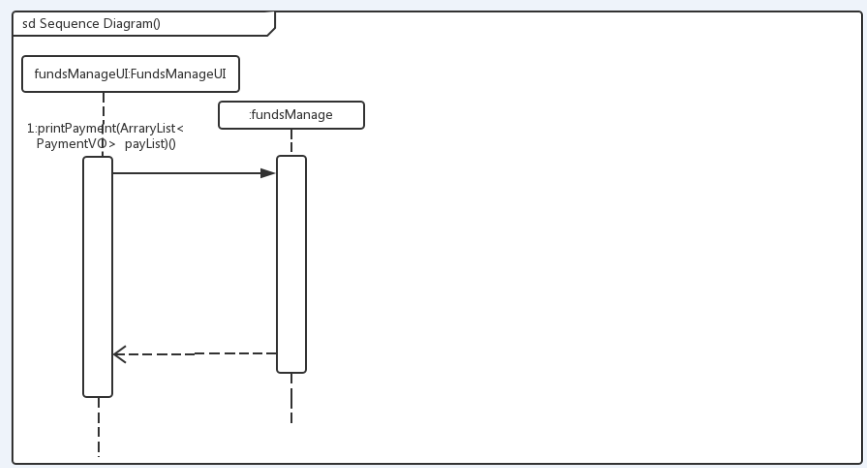 sd Sequence Diagram()
fundsManageUI:FundsManageUI
:fundsManage
1:printPayment(ArraryList<
PaymentVO> payList)()